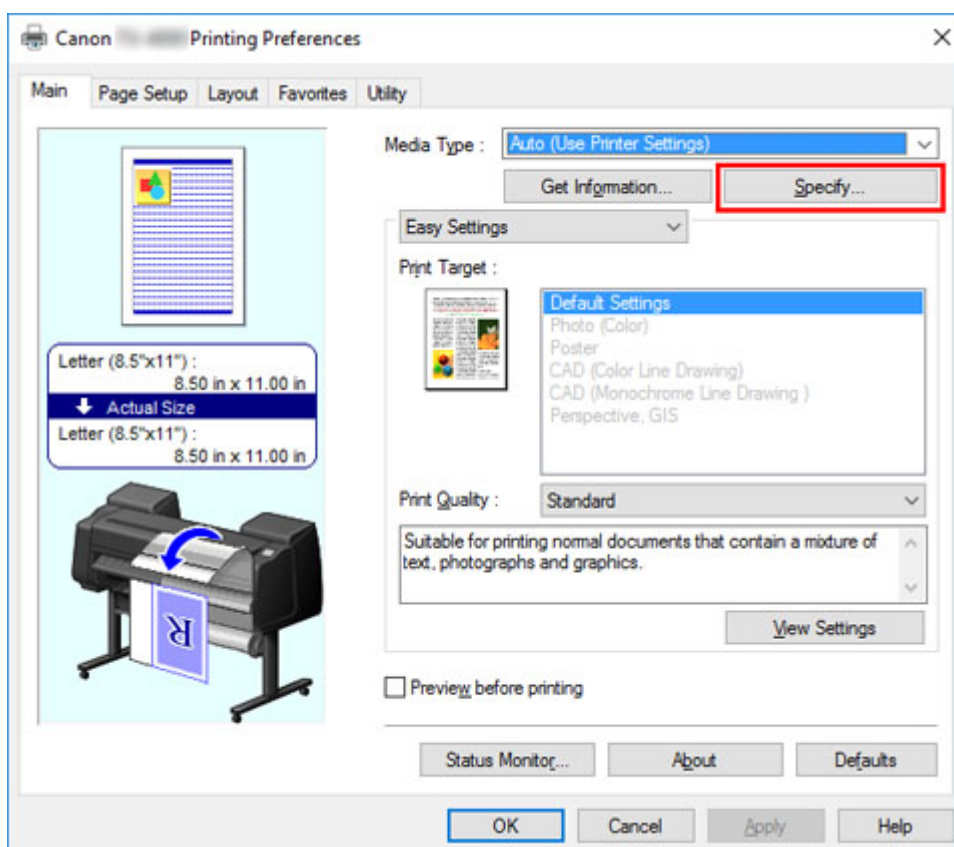 Canon Printing Preferences
Main Page Setup Layout Favorites Utility
Media Type : Auto (Use Printer Settings)
Get Information... Specify...
Easy Settings
Print Target :
Default Settings
Photo (Color)
Poster
CAD (Color Line Drawing)
CAD (Monochrome Line Drawing )
Perspective, GIS
Letter (8.5"x11") :
8.50 in x 11.00 in
Actual Size
Letter (8.5"x11") :
8.50 in x 11.00 in
R
Print Quality : Standard
Suitable for printing normal documents that contain a mixture of
text, photographs and graphics.
View Settings
Preview before printing
Status Monitor... About Defaults
OK Cancel Apply Help